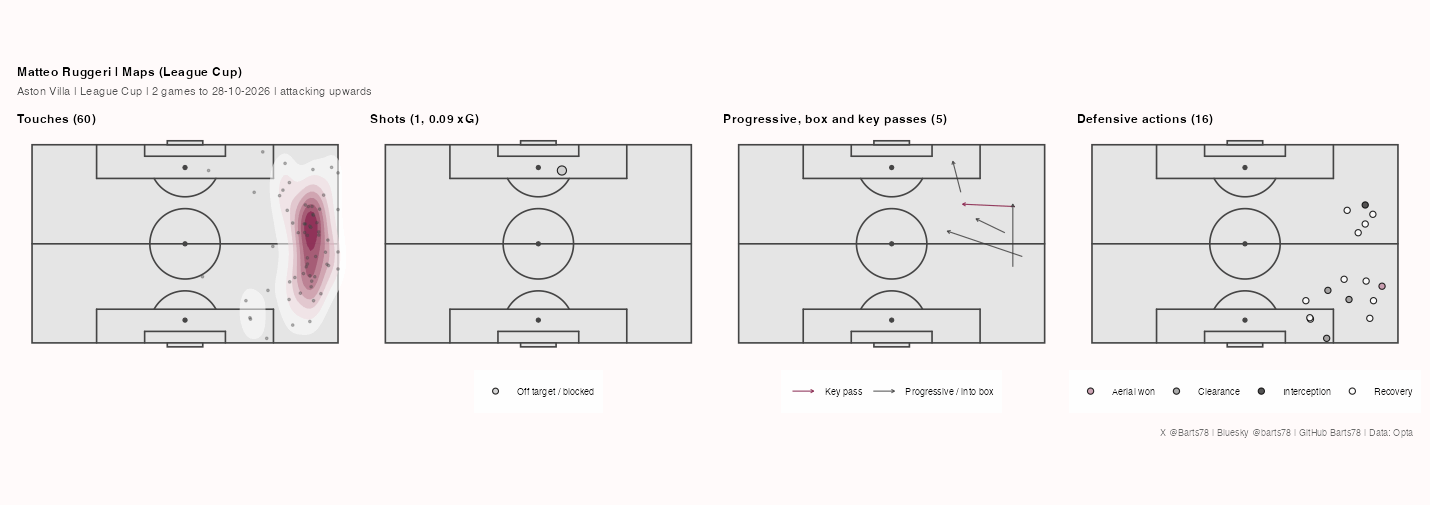 Matteo Ruggeri | Maps (League Cup)
Aston Villa | League Cup | 2 games to 28-10-2026 | attacking upwards
Touches (60)
Shots (1, 0.09 xG)
Progressive, box and key passes (5)
Defensive actions (16)
Off target / blocked
Key pass
Progressive / into box
Aerial won
Clearance
Interception
Recovery
X @Barts78 | Bluesky @barts78 | GitHub Barts78 | Data: Opta